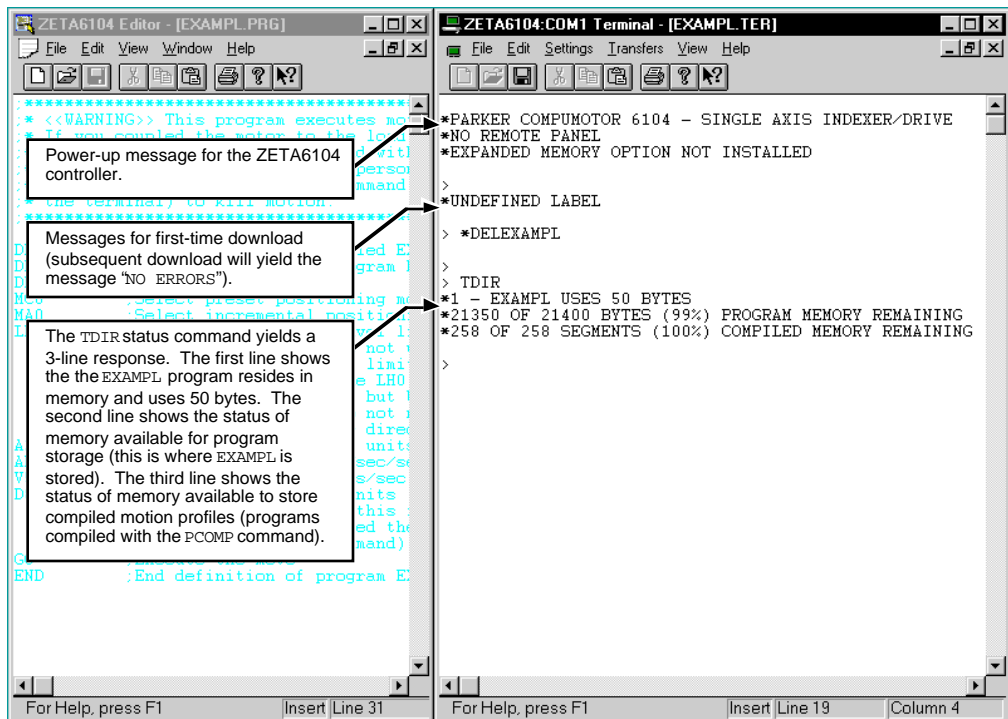 ZETA6104 Editor - [EXAMPL.PRG]
File Edit View Window Help
;**********************************************
;* <<WARNING>> This program executes mo
;* If you coupled the motor to the load
Power-up message for the ZETA6104
controller.
;* the terminal) to kill motion.
;**********************************************
Messages for first-time download
(subsequent download will yield the
message “NO ERRORS”).
;Select preset positioning mo
MA0 ;Select incremental positio
The TDIR status command yields a
3-line response. The first line shows
the the EXAMPL program resides in
memory and uses 50 bytes. The
second line shows the status of
memory available for program
storage (this is where EXAMPL is
stored). The third line shows the
status of memory available to store
compiled motion profiles (programs
compiled with the PCOMP command).
END ;End definition of program E
For Help, press F1 Insert Line 31
ZETA6104:COM1 Terminal - [EXAMPL.TER]
File Edit Settings Transfers View Help
*PARKER COMPUMOTOR 6104 - SINGLE AXIS INDEXER/DRIVE
*NO REMOTE PANEL
*EXPANDED MEMORY OPTION NOT INSTALLED
>
*UNDEFINED LABEL
> *DELEXAMPL
>
> TDIR
*1 - EXAMPL USES 50 BYTES
*21350 OF 21400 BYTES (99%) PROGRAM MEMORY REMAINING
*258 OF 258 SEGMENTS (100%) COMPILED MEMORY REMAINING
>
For Help, press F1 Insert Line 19 Column 4